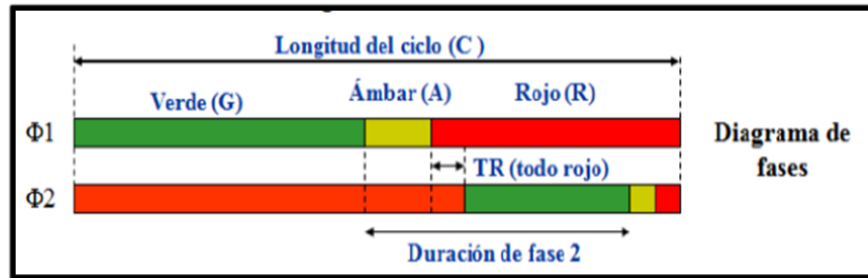 Longitud del ciclo (C )
Verde (G)
Ámbar (A)
Rojo (R)
Φ1
Diagrama de
fases
TR (todo rojo)
Φ2
Duración de fase 2